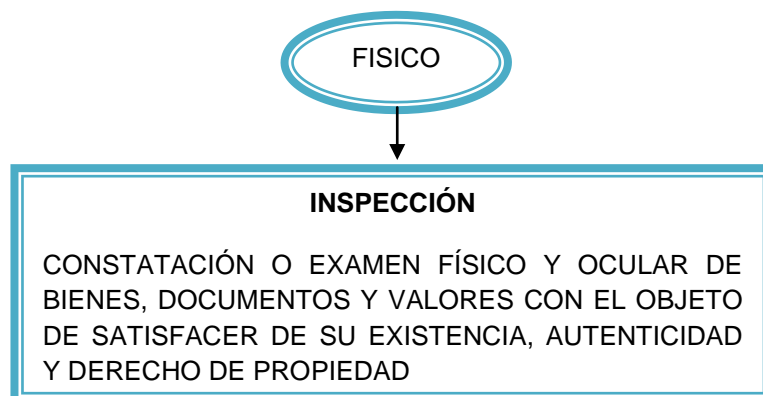 FISICO
INSPECCIÓN
CONSTATACIÓN O EXAMEN FÍSICO Y OCULAR DE
BIENES, DOCUMENTOS Y VALORES CON EL OBJETO
DE SATISFACER DE SU EXISTENCIA, AUTENTICIDAD
Y DERECHO DE PROPIEDAD